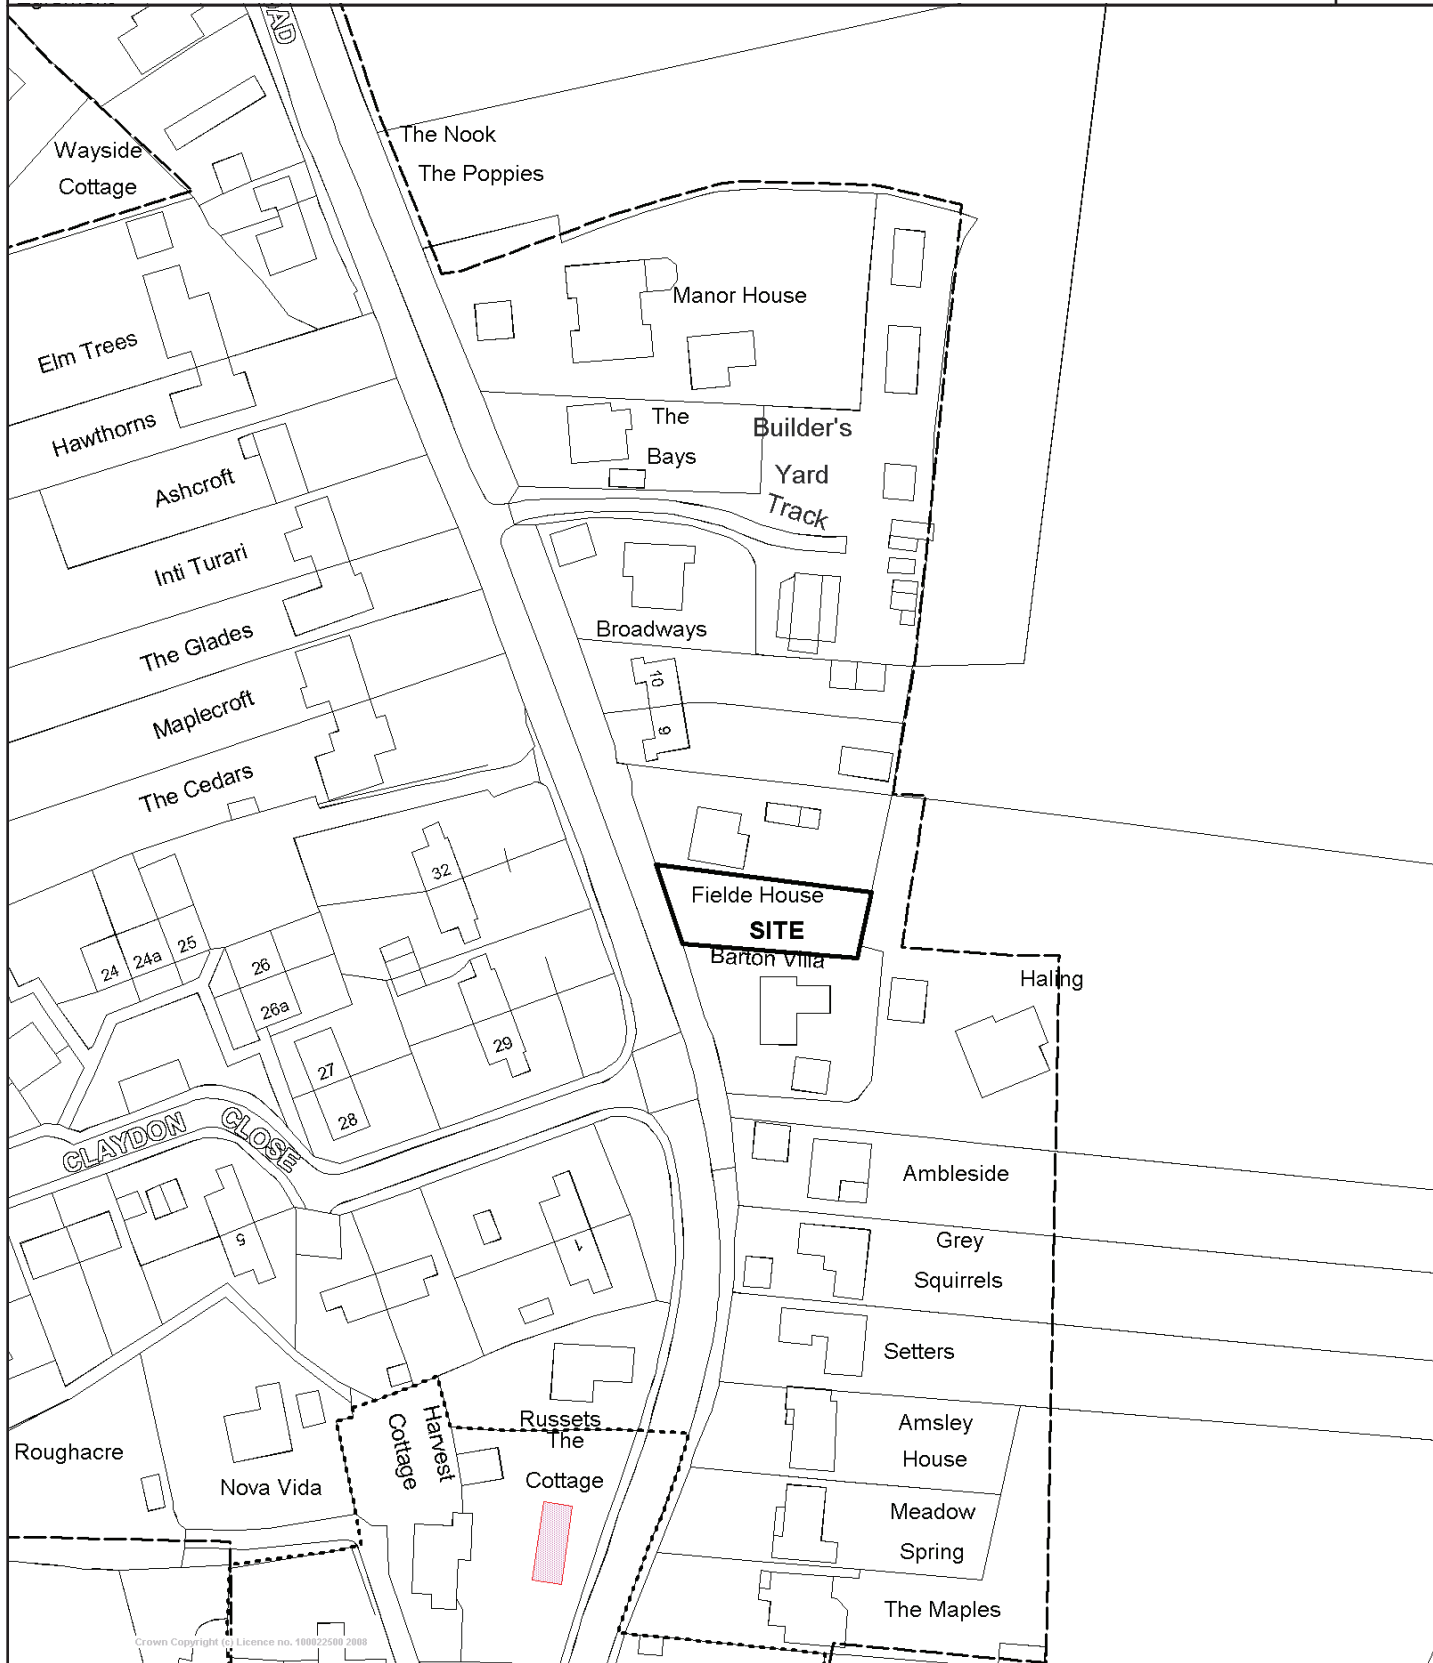 OAD
The Nook
The Poppies
Wayside
Cottage
Manor House
Elm Trees
The
Bays
Builder's
Yard
Track
Hawthorns
Ashcroft
Inti Turari
Broadways
The Glades
10
9
Maplecroft
The Cedars
32
Fielde House
SITE
Barton Villa
24
24a
25
26
26a
Haling
27
28
29
CLAYDON
CLOSE
Ambleside
5
1
Grey
Squirrels
Setters
Harvest
Cottage
Russets
The
Cottage
Amsley
House
Roughacre
Nova Vida
Meadow
Spring
The Maples
Crown Copyright (c) Licence no. 100022500 2008